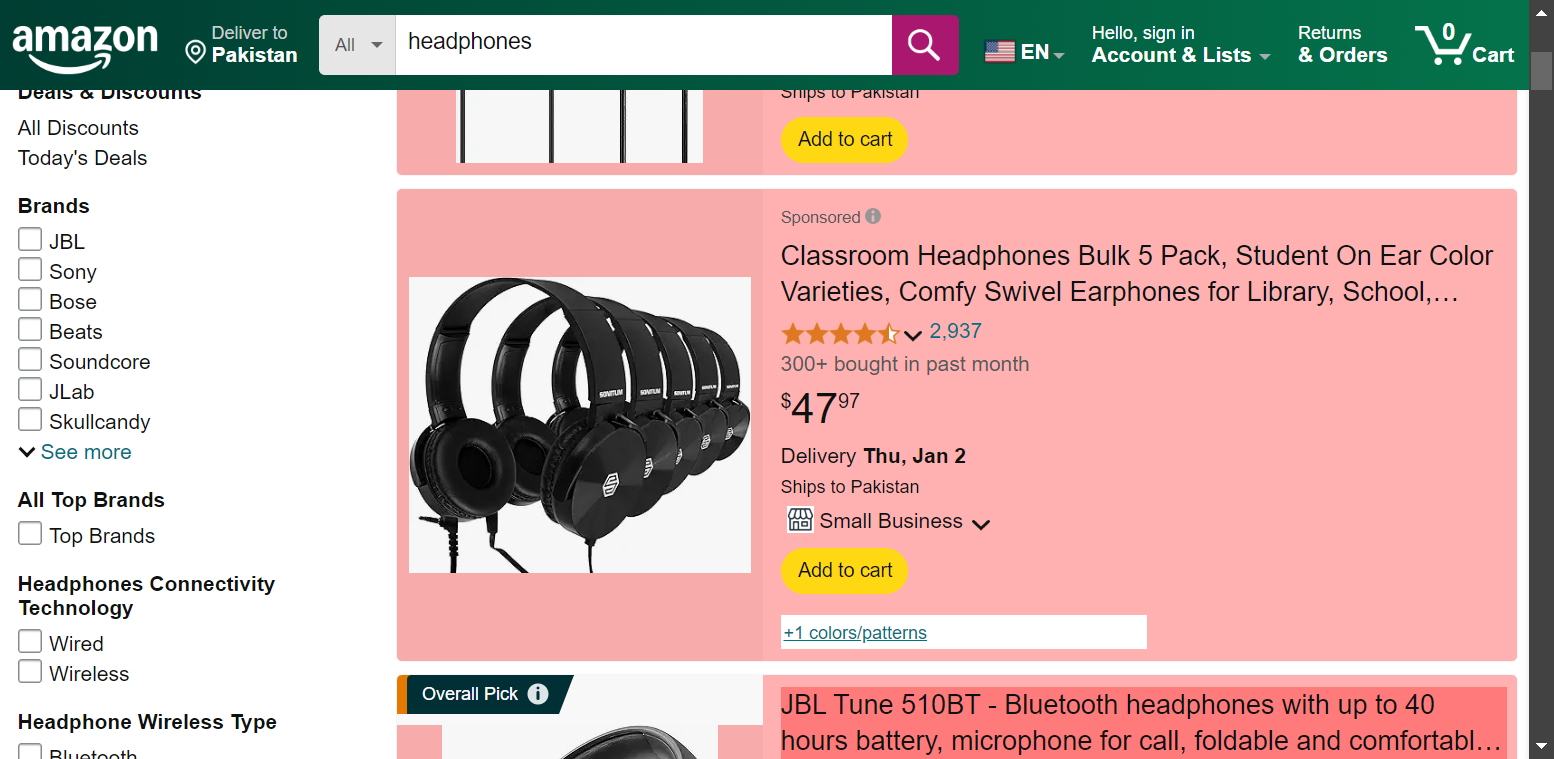 amazon
Deliver to
Pakistan
All
headphones
EN
Hello, sign in
Account & Lists
Returns
& Orders
0
Cart
Deals & Discounts
All Discounts
Today's Deals
Brands
JBL
Sony
Bose
Beats
Soundcore
JLab
Skullcandy
See more
All Top Brands
Top Brands
Headphones Connectivity
Technology
Wired
Wireless
Headphone Wireless Type
Bluetooth
Ships to Pakistan
Add to cart
Sponsored
Classroom Headphones Bulk 5 Pack, Student On Ear Color
Varieties, Comfy Swivel Earphones for Library, School,…
2,937
300+ bought in past month
$47.97
Delivery Thu, Jan 2
Ships to Pakistan
Small Business
Add to cart
+1 colors/patterns
SONITUM
SONITUM
SONITUM
SONITUM
SONITUM
Overall Pick
JBL Tune 510BT - Bluetooth headphones with up to 40
hours battery, microphone for call, foldable and comfortabl…